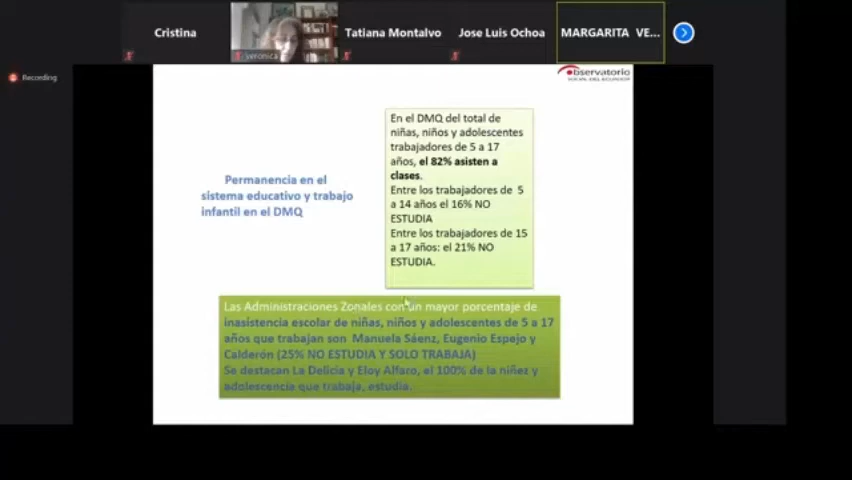 Cristina
veronica
Tatiana Montalvo
Jose Luis Ochoa
MARGARITA VE...
Recording
Observatorio
SOCIAL DEL ECUADOR
Permanencia en el
sistema educativo y trabajo
infantil en el DMQ
En el DMQ del total de
niñas, niños y adolescentes
trabajadores de 5 a 17
años, el 82% asisten a
clases.
Entre los trabajadores de 5
a 14 años el 16% NO
ESTUDIA
Entre los trabajadores de 15
a 17 años: el 21% NO
ESTUDIA.
Las Administraciones Zonales con un mayor porcentaje de
inasistencia escolar de niñas, niños y adolescentes de 5 a 17
años que trabajan son Manuela Sáenz, Eugenio Espejo y
Calderón (25% NO ESTUDIA Y SOLO TRABAJA)
Se destacan La Delicia y Eloy Alfaro, el 100% de la niñez y
adolescencia que trabaja, estudia.